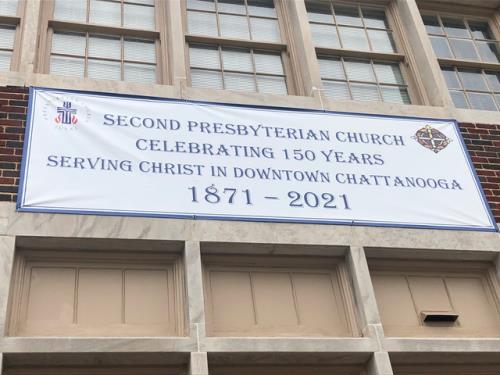 SECOND PRESBYTERIAN CHURCH
CELEBRATING 150 YEARS
SERVING CHRIST IN DOWNTOWN CHATTANOOGA
1871 – 2021